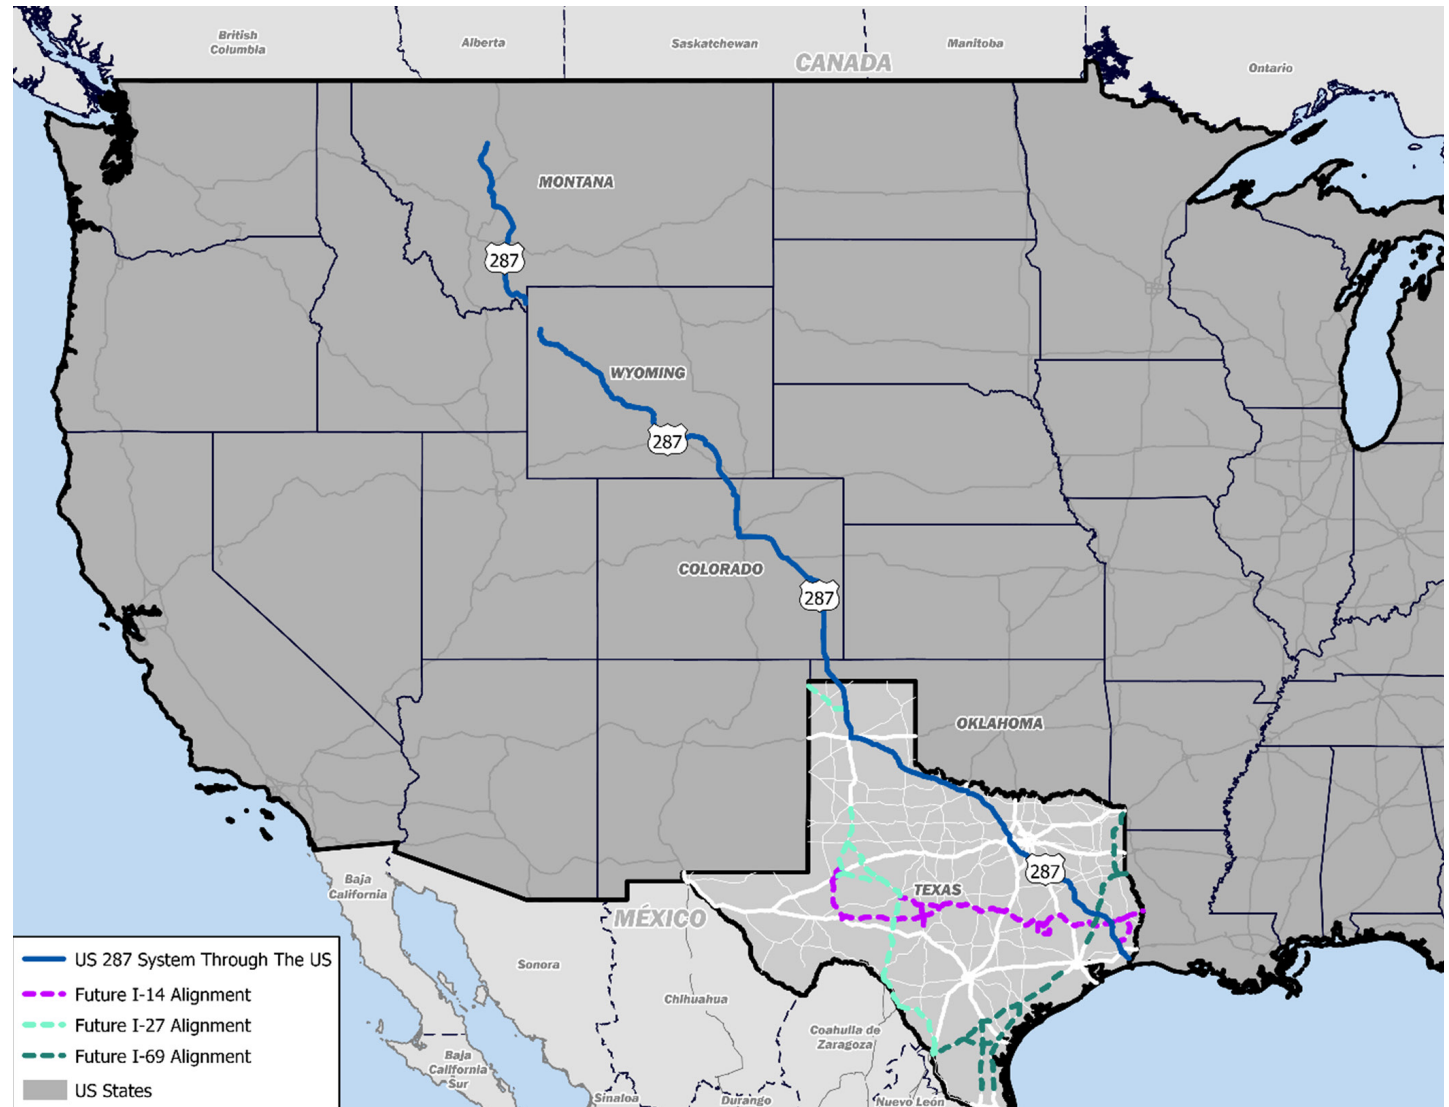 British
Columbia
Alberta
Saskatchewan
Manitoba
CANADA
Ontario
MONTANA
287
WYOMING
287
COLORADO
287
OKLAHOMA
287
TEXAS
Baja
California
MÉXICO
Sonora
Chihuahua
Coahuila de
Zaragoza
Baja
California
Sur
Sinaloa
Durango
Nuevo León
US 287 System Through The US
Future I-14 Alignment
Future I-27 Alignment
Future I-69 Alignment
US States